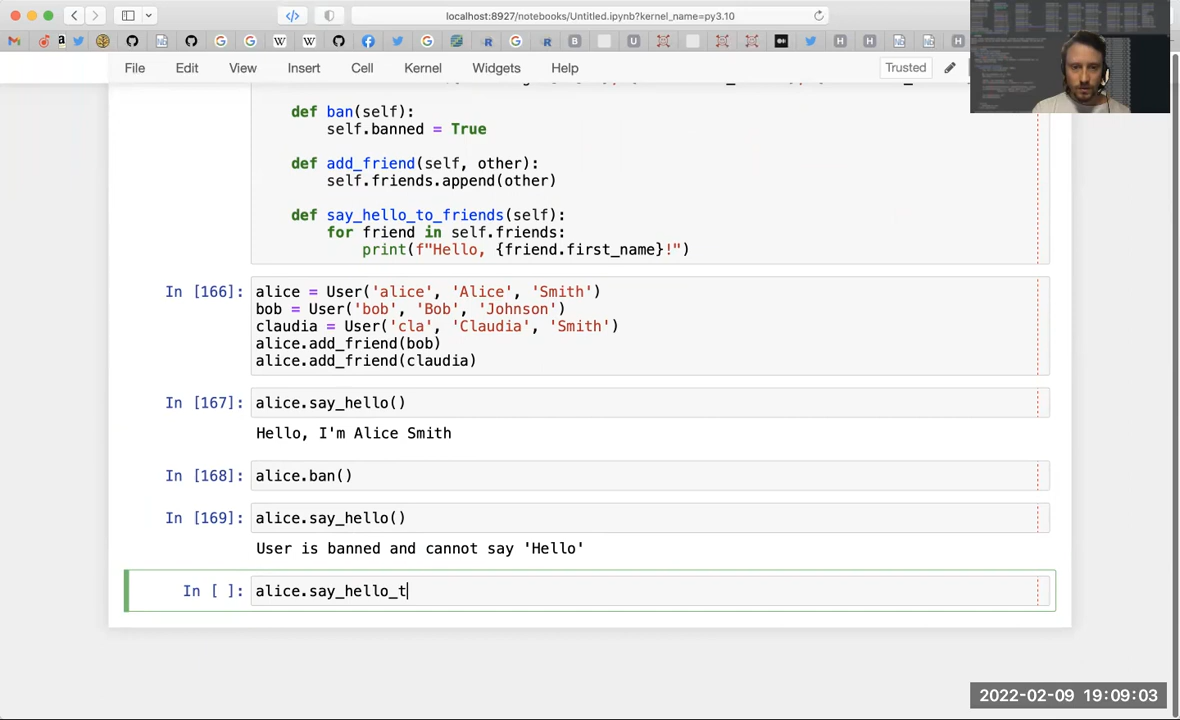 localhost:8927/notebooks/Untitled.ipynb?kernel_name=py3.10
File Edit View Insert Cell Kernel Widgets Help Trusted
def ban(self):
self.banned = True
def add_friend(self, other):
self.friends.append(other)
def say_hello_to_friends(self):
for friend in self.friends:
print(f"Hello, {friend.first_name}!")
In [166]: alice = User('alice', 'Alice', 'Smith')
bob = User('bob', 'Bob', 'Johnson')
claudia = User('cla', 'Claudia', 'Smith')
alice.add_friend(bob)
alice.add_friend(claudia)
In [167]: alice.say_hello()
Hello, I'm Alice Smith
In [168]: alice.ban()
In [169]: alice.say_hello()
User is banned and cannot say 'Hello'
In [ ]: alice.say_hello_t
2022-02-09 19:09:03